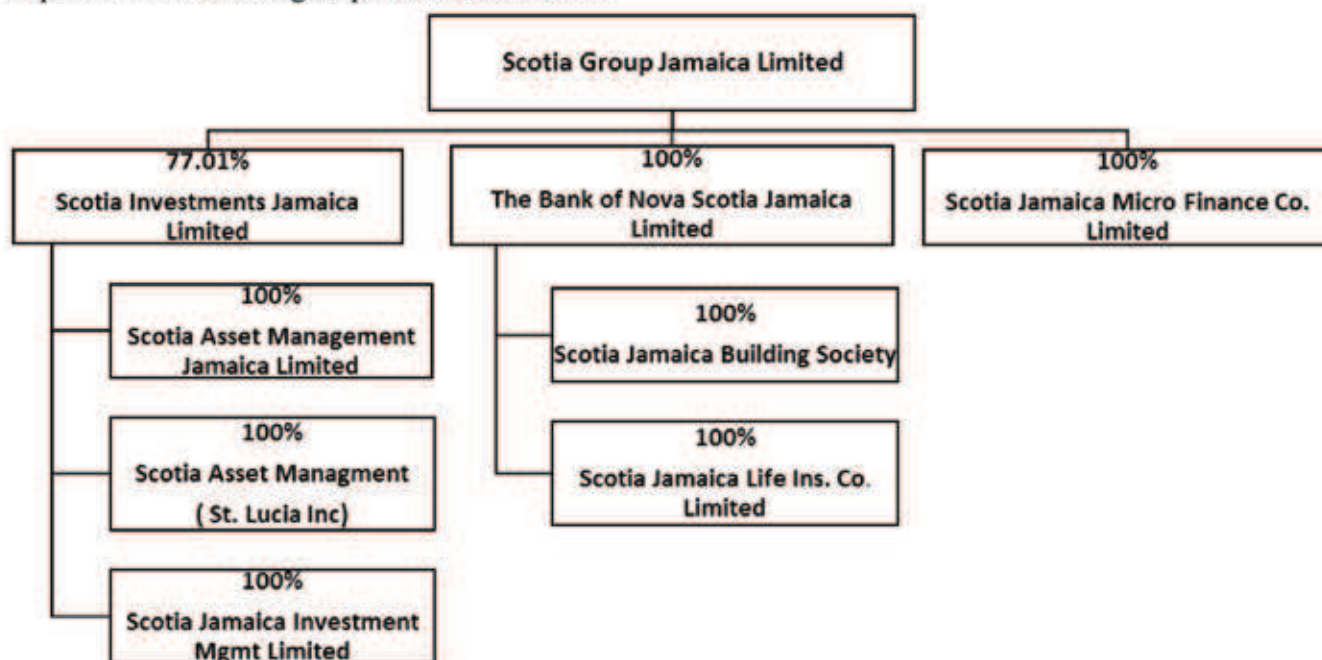 Scotia Group Jamaica Limited
77.01%
Scotia Investments Jamaica
Limited
100%
The Bank of Nova Scotia Jamaica
Limited
100%
Scotia Jamaica Micro Finance Co.
Limited
100%
Scotia Asset Management
Jamaica Limited
100%
Scotia Asset Managment
( St. Lucia Inc)
100%
Scotia Jamaica Investment
Mgmt Limited
100%
Scotia Jamaica Building Society
100%
Scotia Jamaica Life Ins. Co.
Limited